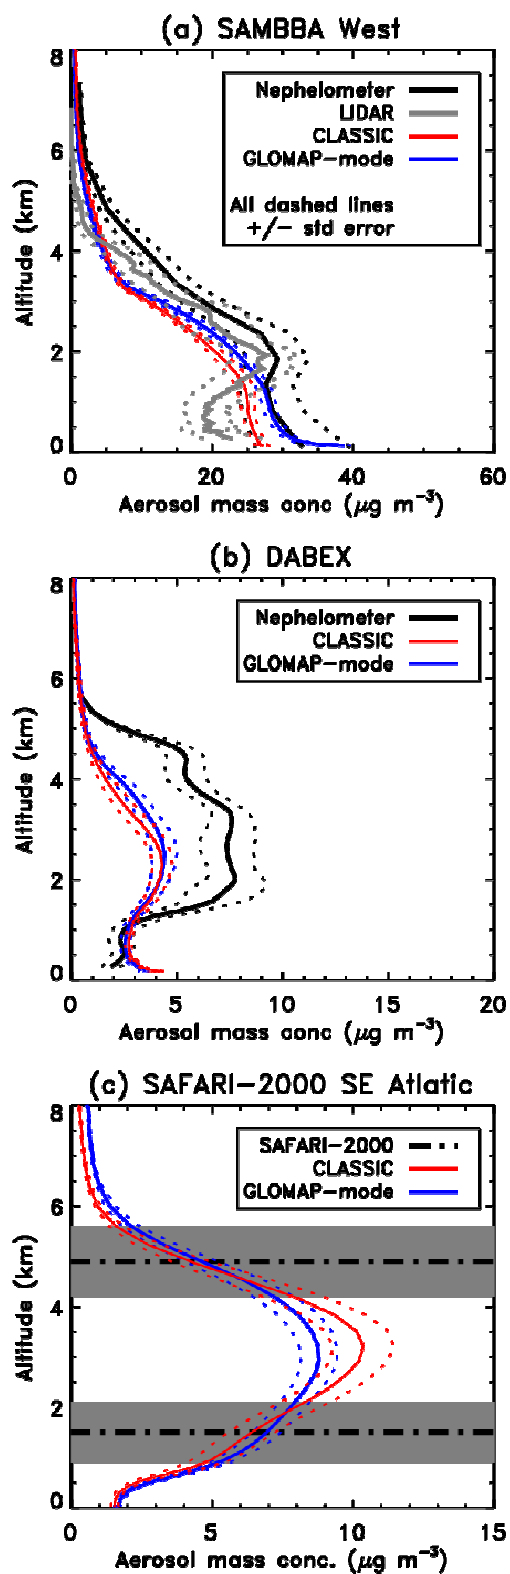 (a) SAMBBA West
8
6
4
2
0
Altitude (km)
Nephelometer
LIDAR
CLASSIC
GLOMAP-mode
All dashed lines
+/- std error
0 20 40 60
Aerosol mass conc (μg m⁻³)
(b) DABEX
8
6
4
2
0
Altitude (km)
Nephelometer
CLASSIC
GLOMAP-mode
0 5 10 15 20
Aerosol mass conc (μg m⁻³)
(c) SAFARI-2000 SE Atlatic
8
6
4
2
0
Altitude (km)
SAFARI-2000
CLASSIC
GLOMAP-mode
0 5 10 15
Aerosol mass conc. (μg m⁻³)